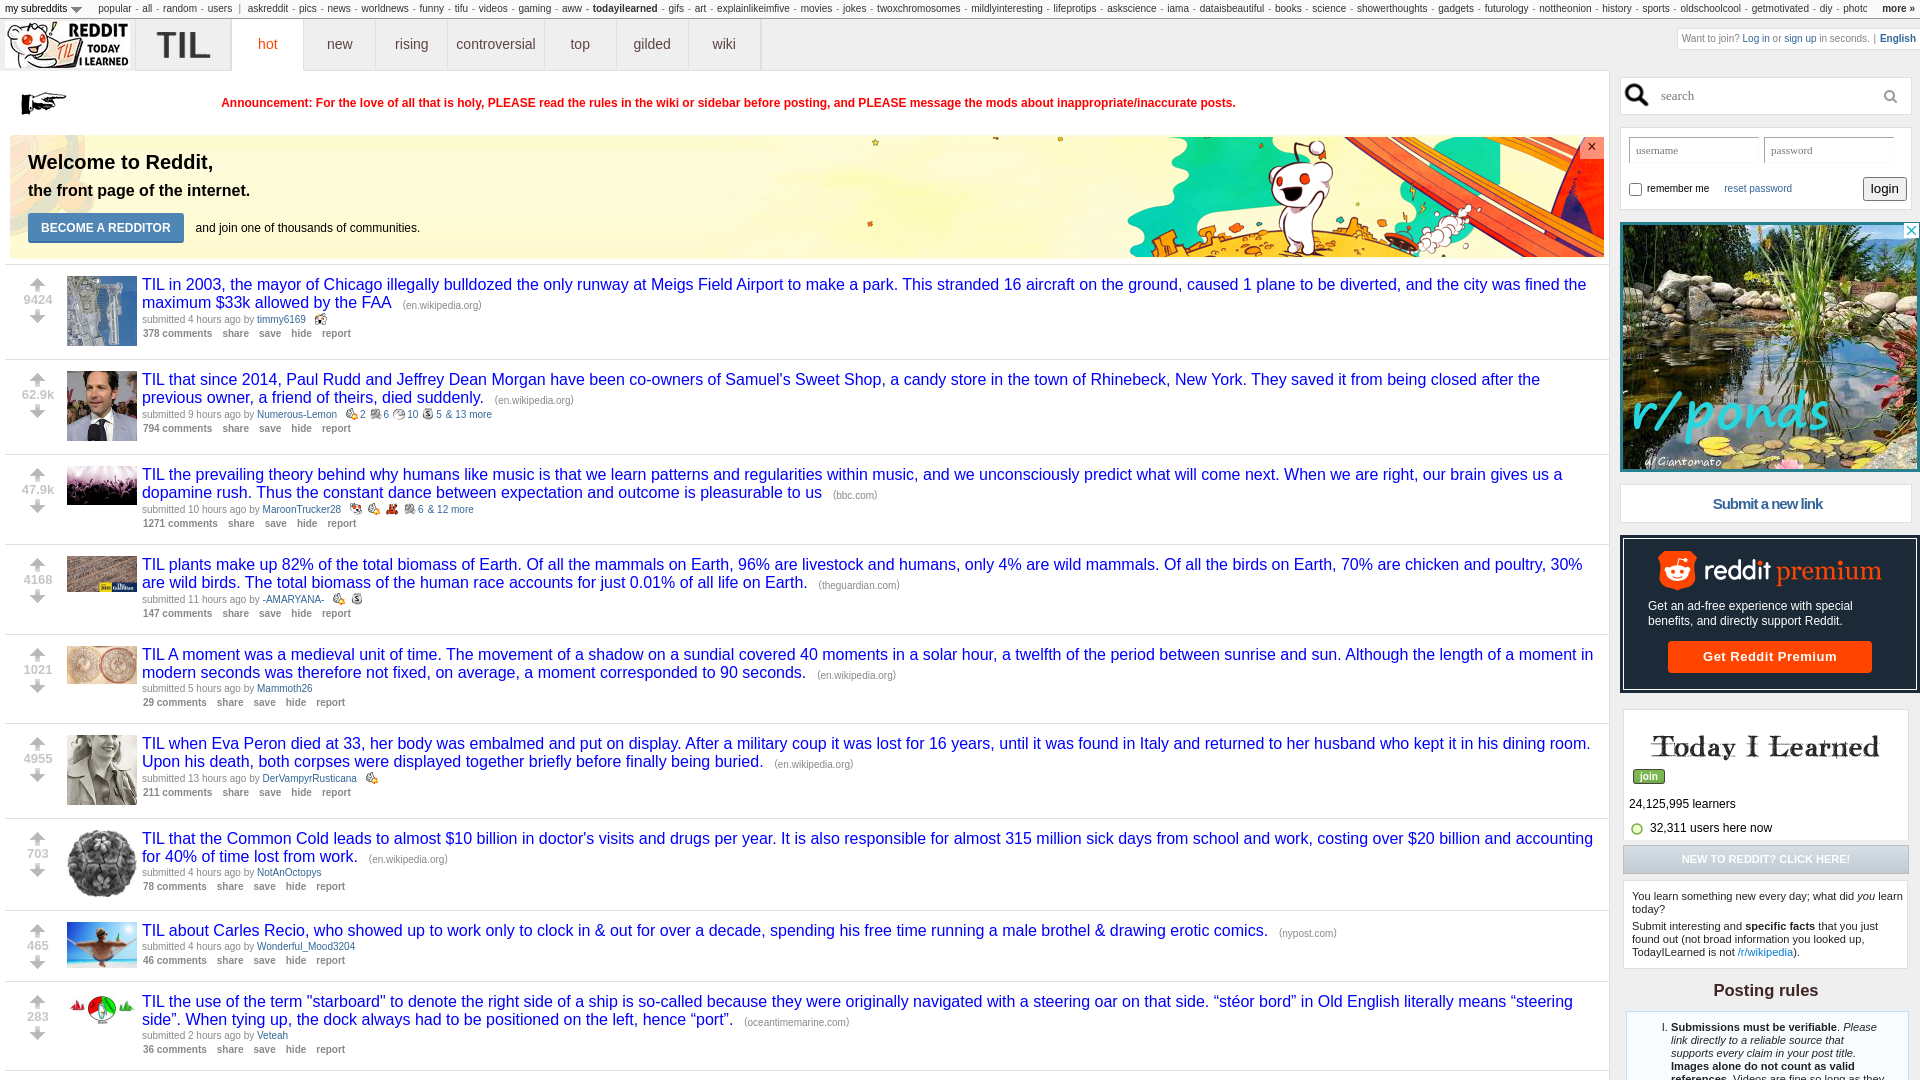 my subreddits popular - all - random - users | askreddit - pics - news - worldnews - funny - tifu - videos - gaming - aww - todayilearned - gifs - art - explainlikeimfive - movies - jokes - twoxchromosomes - mildlyinteresting - lifeprotips - askscience - iama - dataisbeautiful - books - science - showerthoughts - gadgets - futurology - nottheonion - history - sports - oldschoolcool - getmotivated - diy - photc more »
REDDIT TODAY I LEARNED
TIL
hot new rising controversial top gilded wiki
Want to join? Log in or sign up in seconds. | English
Announcement: For the love of all that is holy, PLEASE read the rules in the wiki or sidebar before posting, and PLEASE message the mods about inappropriate/inaccurate posts.
Welcome to Reddit,
the front page of the internet.
BECOME A REDDITOR and join one of thousands of communities.
×
9424
TIL in 2003, the mayor of Chicago illegally bulldozed the only runway at Meigs Field Airport to make a park. This stranded 16 aircraft on the ground, caused 1 plane to be diverted, and the city was fined the
maximum $33k allowed by the FAA (en.wikipedia.org)
submitted 4 hours ago by timmy6169
378 comments share save hide report
62.9k
TIL that since 2014, Paul Rudd and Jeffrey Dean Morgan have been co-owners of Samuel's Sweet Shop, a candy store in the town of Rhinebeck, New York. They saved it from being closed after the
previous owner, a friend of theirs, died suddenly. (en.wikipedia.org)
submitted 9 hours ago by Numerous-Lemon 2 6 10 5 & 13 more
794 comments share save hide report
47.9k
TIL the prevailing theory behind why humans like music is that we learn patterns and regularities within music, and we unconsciously predict what will come next. When we are right, our brain gives us a
dopamine rush. Thus the constant dance between expectation and outcome is pleasurable to us (bbc.com)
submitted 10 hours ago by MaroonTrucker28 6 & 12 more
1271 comments share save hide report
4168
TIL plants make up 82% of the total biomass of Earth. Of all the mammals on Earth, 96% are livestock and humans, only 4% are wild mammals. Of all the birds on Earth, 70% are chicken and poultry, 30%
are wild birds. The total biomass of the human race accounts for just 0.01% of all life on Earth. (theguardian.com)
submitted 11 hours ago by -AMARYANA-
147 comments share save hide report
1021
TIL A moment was a medieval unit of time. The movement of a shadow on a sundial covered 40 moments in a solar hour, a twelfth of the period between sunrise and sun. Although the length of a moment in
modern seconds was therefore not fixed, on average, a moment corresponded to 90 seconds. (en.wikipedia.org)
submitted 5 hours ago by Mammoth26
29 comments share save hide report
4955
TIL when Eva Peron died at 33, her body was embalmed and put on display. After a military coup it was lost for 16 years, until it was found in Italy and returned to her husband who kept it in his dining room.
Upon his death, both corpses were displayed together briefly before finally being buried. (en.wikipedia.org)
submitted 13 hours ago by DerVampyrRusticana
211 comments share save hide report
703
TIL that the Common Cold leads to almost $10 billion in doctor's visits and drugs per year. It is also responsible for almost 315 million sick days from school and work, costing over $20 billion and accounting
for 40% of time lost from work. (en.wikipedia.org)
submitted 4 hours ago by NotAnOctopys
78 comments share save hide report
465
TIL about Carles Recio, who showed up to work only to clock in & out for over a decade, spending his free time running a male brothel & drawing erotic comics. (nypost.com)
submitted 4 hours ago by Wonderful_Mood3204
46 comments share save hide report
283
TIL the use of the term "starboard" to denote the right side of a ship is so-called because they were originally navigated with a steering oar on that side. “stéor bord” in Old English literally means “steering
side”. When tying up, the dock always had to be positioned on the left, hence “port”. (oceantimemarine.com)
submitted 2 hours ago by Veteah
36 comments share save hide report
search
username password
remember me reset password login
r/ponds
u/Giantomato
Submit a new link
reddit premium
Get an ad-free experience with special
benefits, and directly support Reddit.
Get Reddit Premium
Today I Learned
join
24,125,995 learners
32,311 users here now
NEW TO REDDIT? CLICK HERE!
You learn something new every day; what did you learn
today?
Submit interesting and specific facts that you just
found out (not broad information you looked up,
TodayILearned is not /r/wikipedia).
Posting rules
I. Submissions must be verifiable. Please
link directly to a reliable source that
supports every claim in your post title.
Images alone do not count as valid
references. Videos are fine so long as they